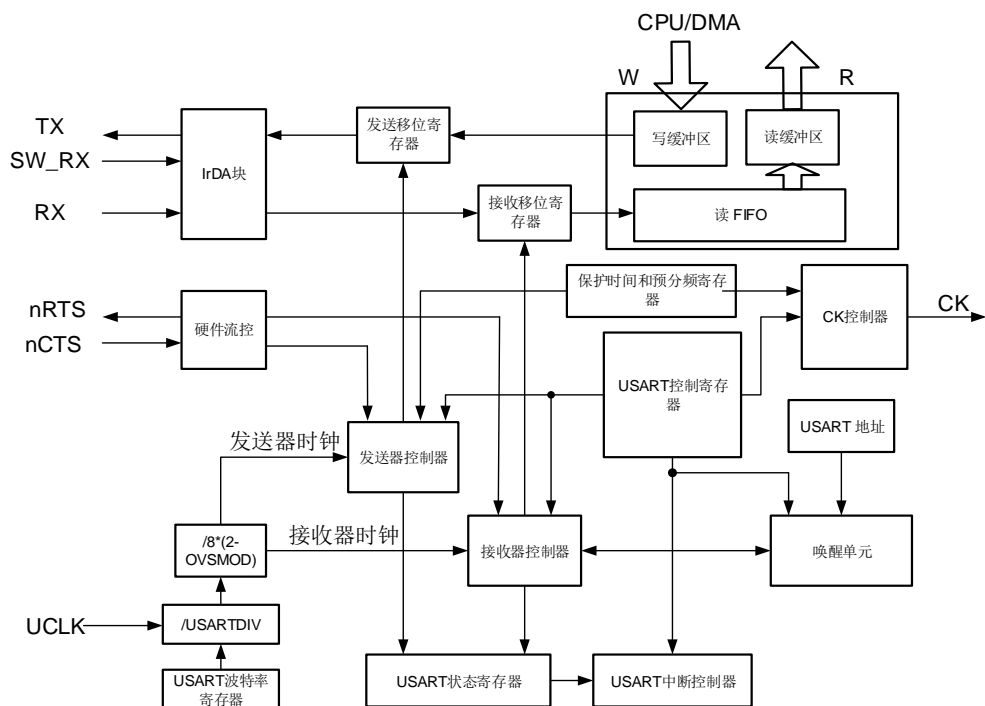 CPU/DMA
W
R
TX
SW_RX
RX
IrDA块
发送移位寄
存器
写缓冲区
读缓冲区
接收移位寄
存器
读 FIFO
保护时间和预分频寄存
器
nRTS
nCTS
硬件流控
CK控制器
CK
USART控制寄存
器
USART 地址
发送器时钟
发送器控制器
/8*(2-
OVSMOD)
接收器时钟
接收器控制器
唤醒单元
UCLK
/USARTDIV
USART波特率
寄存器
USART状态寄存器
USART中断控制器